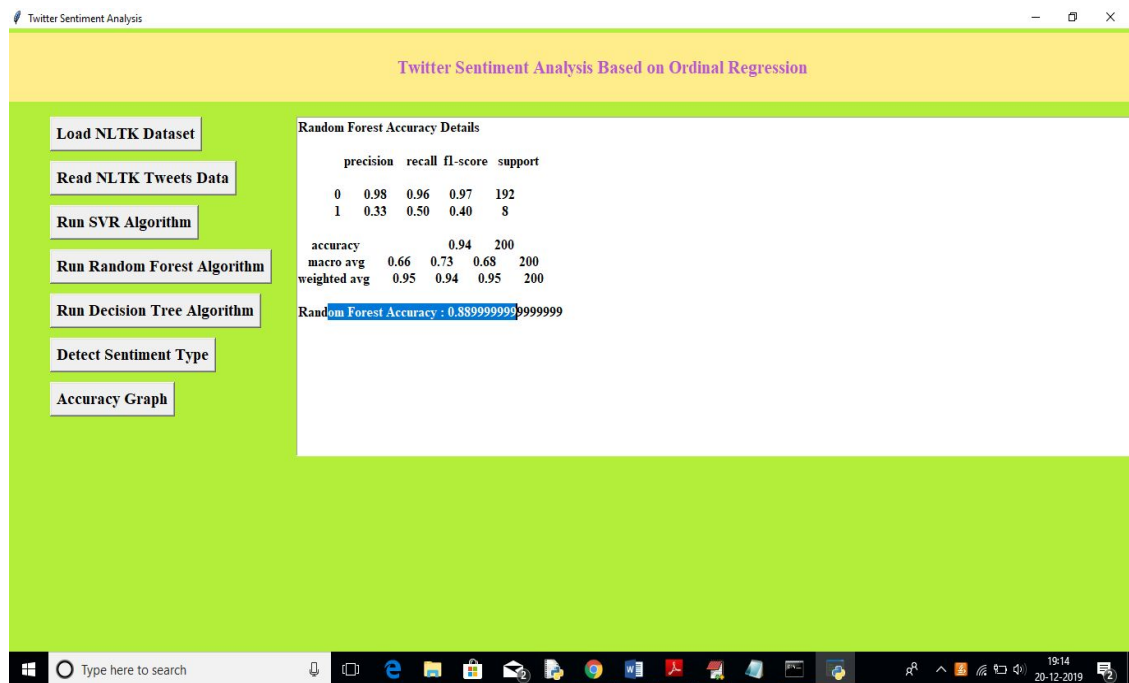 Twitter Sentiment Analysis
Twitter Sentiment Analysis Based on Ordinal Regression
Load NLTK Dataset
Read NLTK Tweets Data
Run SVR Algorithm
Run Random Forest Algorithm
Run Decision Tree Algorithm
Detect Sentiment Type
Accuracy Graph
Random Forest Accuracy Details
precision recall f1-score support
0 0.98 0.96 0.97 192
1 0.33 0.50 0.40 8
accuracy 0.94 200
macro avg 0.66 0.73 0.68 200
weighted avg 0.95 0.94 0.95 200
Random Forest Accuracy : 0.8899999999999999
Type here to search
19:14
20-12-2019